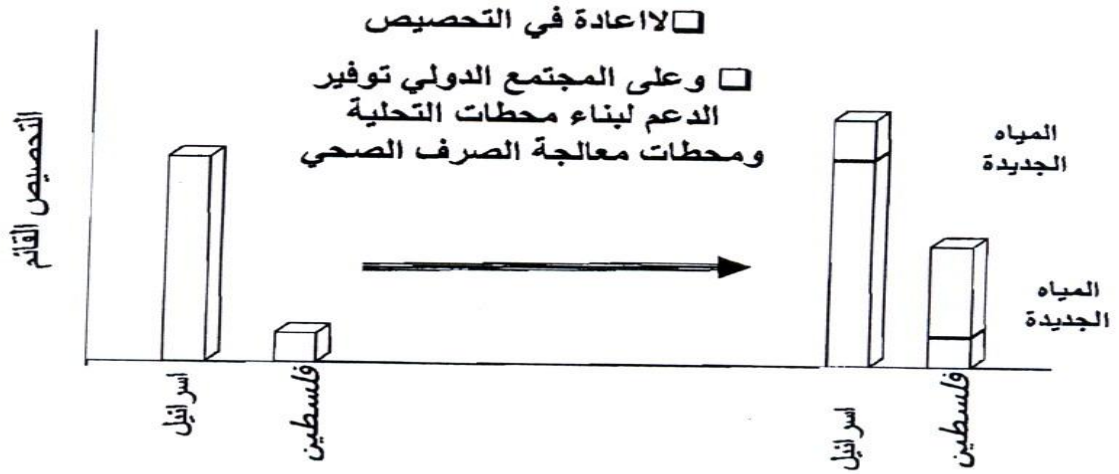 ❑لااعادة في التحصيص
❑ وعلى المجتمع الدولي توفير
الدعم لبناء محطات التحلية
ومحطات معالجة الصرف الصحي
التحصيص القائم
المياه
الجديدة
المياه
الجديدة
اسرائيل
فلسطين
اسرائيل
فلسطين